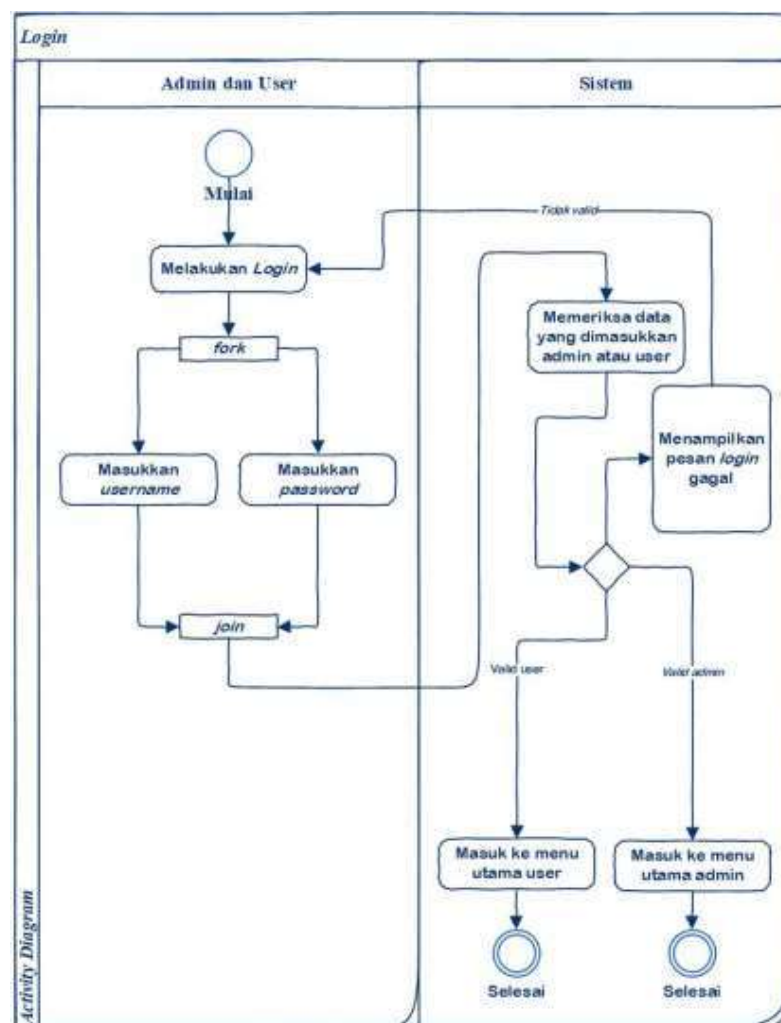 Login
Activity Diagram
Admin dan User
Sistem
Mulai
Melakukan Login
fork
Masukkan
username
Masukkan
password
join
Memeriksa data
yang dimasukkan
admin atau user
Tidak valid
Menampilkan
pesan login
gagal
Valid user
Valid admin
Masuk ke menu
utama user
Masuk ke menu
utama admin
Selesai
Selesai